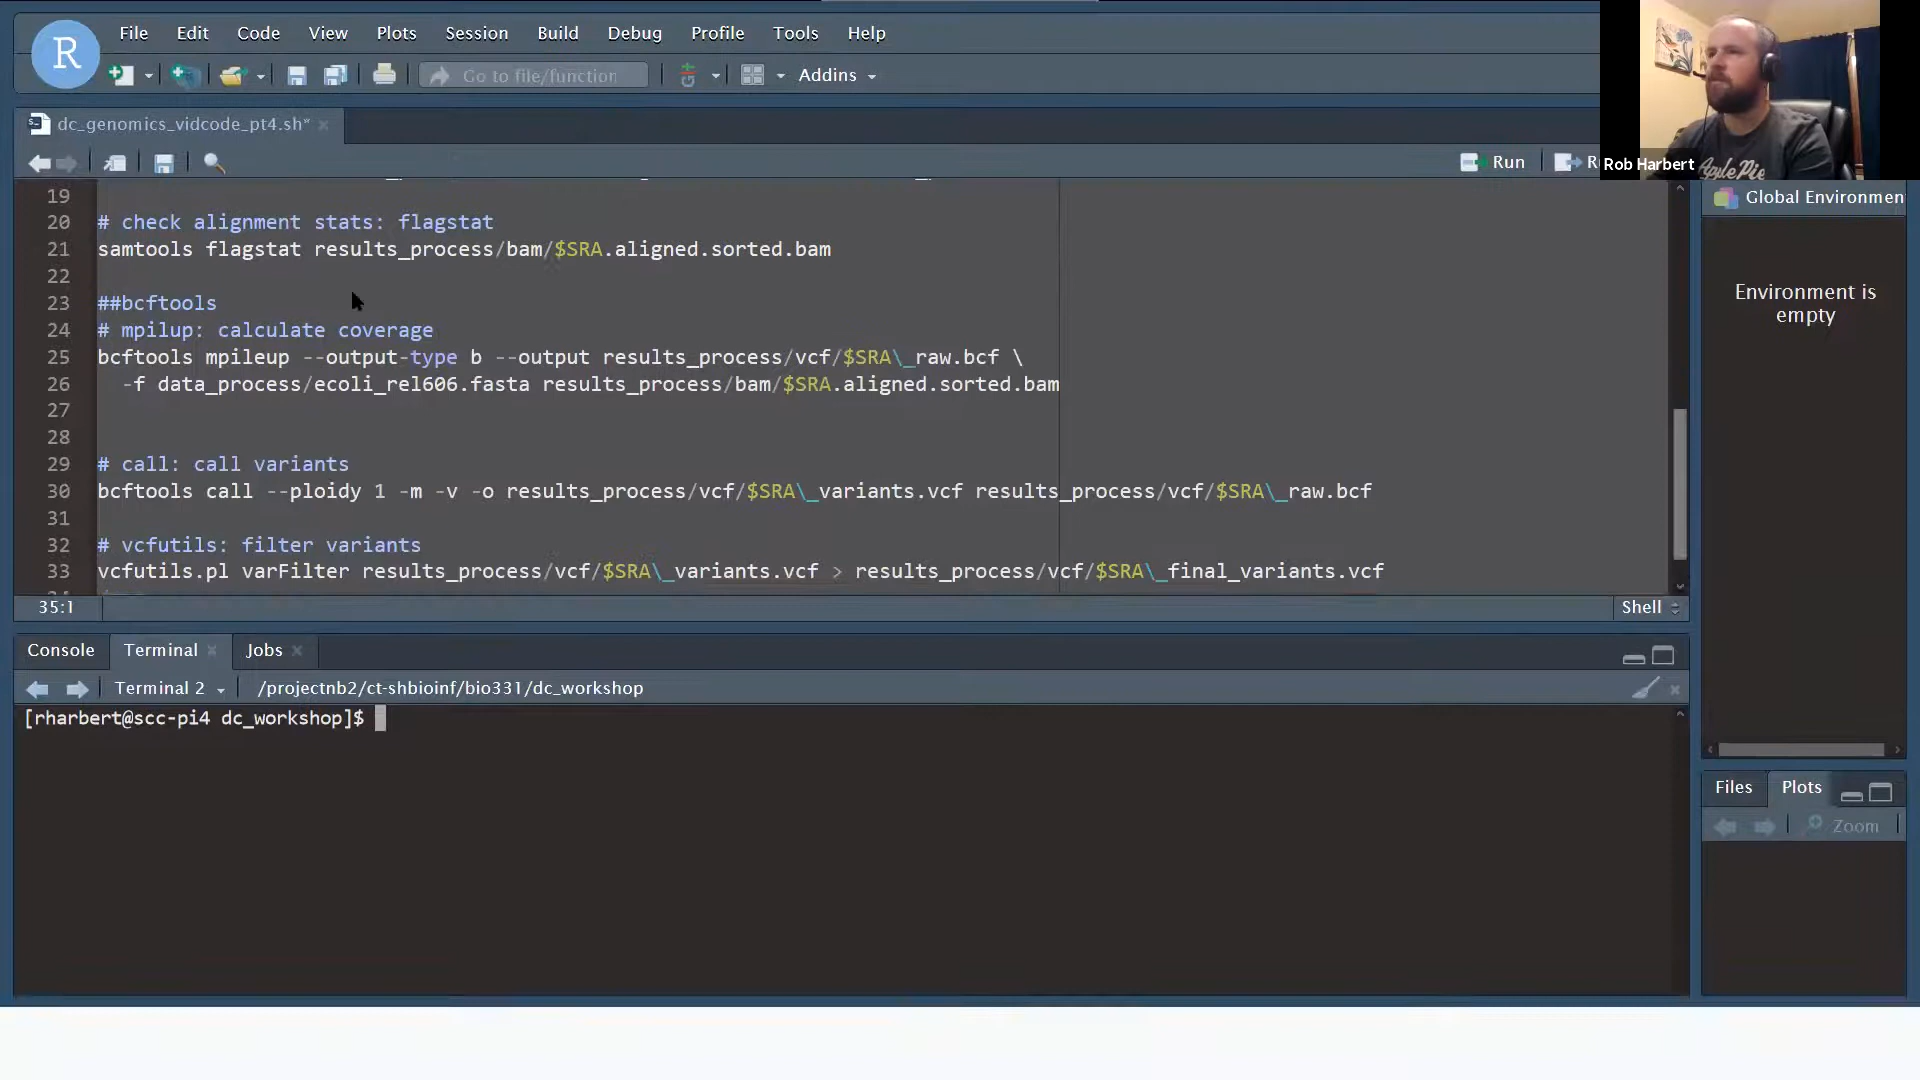 R
File Edit Code View Plots Session Build Debug Profile Tools Help
Go to file/function
Addins
dc_genomics_vidcode_pt4.sh*
Run
R
Rob Harbert
Apple Pie
19
20 # check alignment stats: flagstat
21 samtools flagstat results_process/bam/$SRA.aligned.sorted.bam
22
23 ##bcftools
24 # mpilup: calculate coverage
25 bcftools mpileup --output-type b --output results_process/vcf/$SRA\_raw.bcf \
26 -f data_process/ecoli_rel606.fasta results_process/bam/$SRA.aligned.sorted.bam
27
28
29 # call: call variants
30 bcftools call --ploidy 1 -m -v -o results_process/vcf/$SRA\_variants.vcf results_process/vcf/$SRA\_raw.bcf
31
32 # vcfutils: filter variants
33 vcfutils.pl varFilter results_process/vcf/$SRA\_variants.vcf > results_process/vcf/$SRA\_final_variants.vcf
35:1
Shell
Global Environmen
Environment is
empty
Console Terminal Jobs
Terminal 2 /projectnb2/ct-shbioinf/bio331/dc_workshop
[rharbert@scc-pi4 dc_workshop]$
Files Plots
Zoom